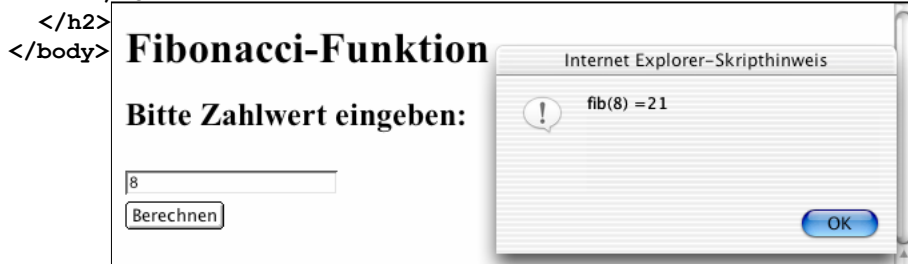 </h2>
</body>
Fibonacci-Funktion
Bitte Zahlwert eingeben:
8
Berechnen
Internet Explorer-Skripthinweis
fib(8) =21
OK